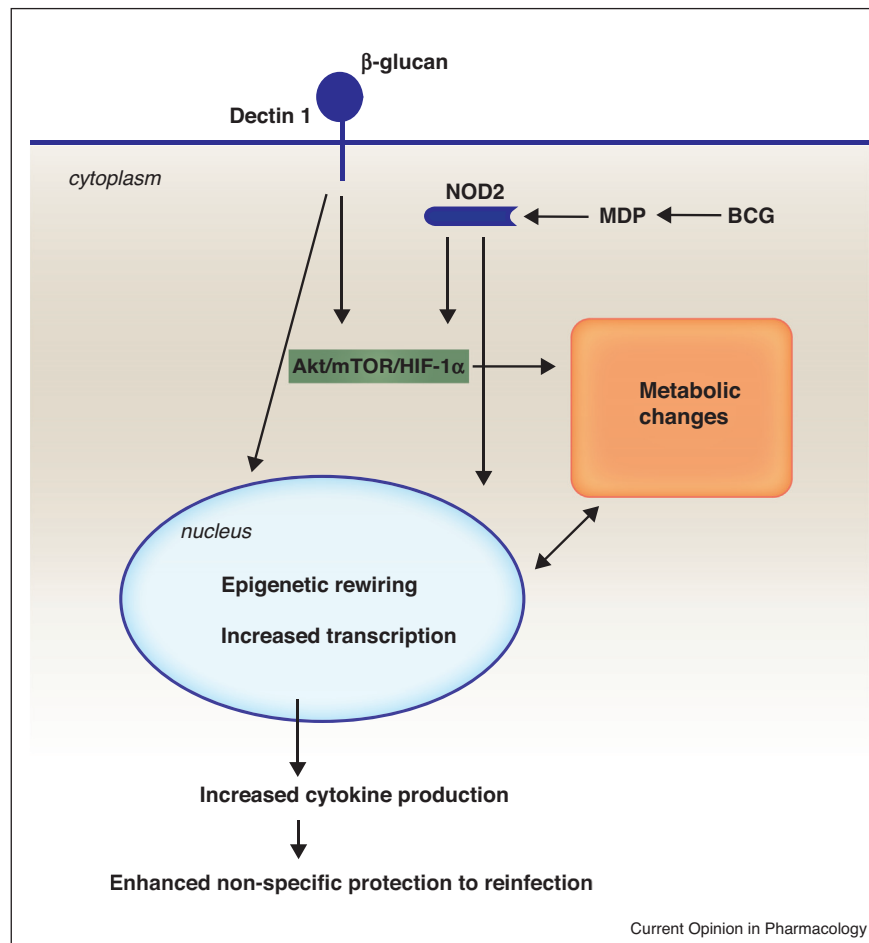 β-glucan
Dectin 1
cytoplasm
NOD2
MDP
BCG
Akt/mTOR/HIF-1α
Metabolic
changes
nucleus
Epigenetic rewiring
Increased transcription
Increased cytokine production
Enhanced non-specific protection to reinfection
Current Opinion in Pharmacology